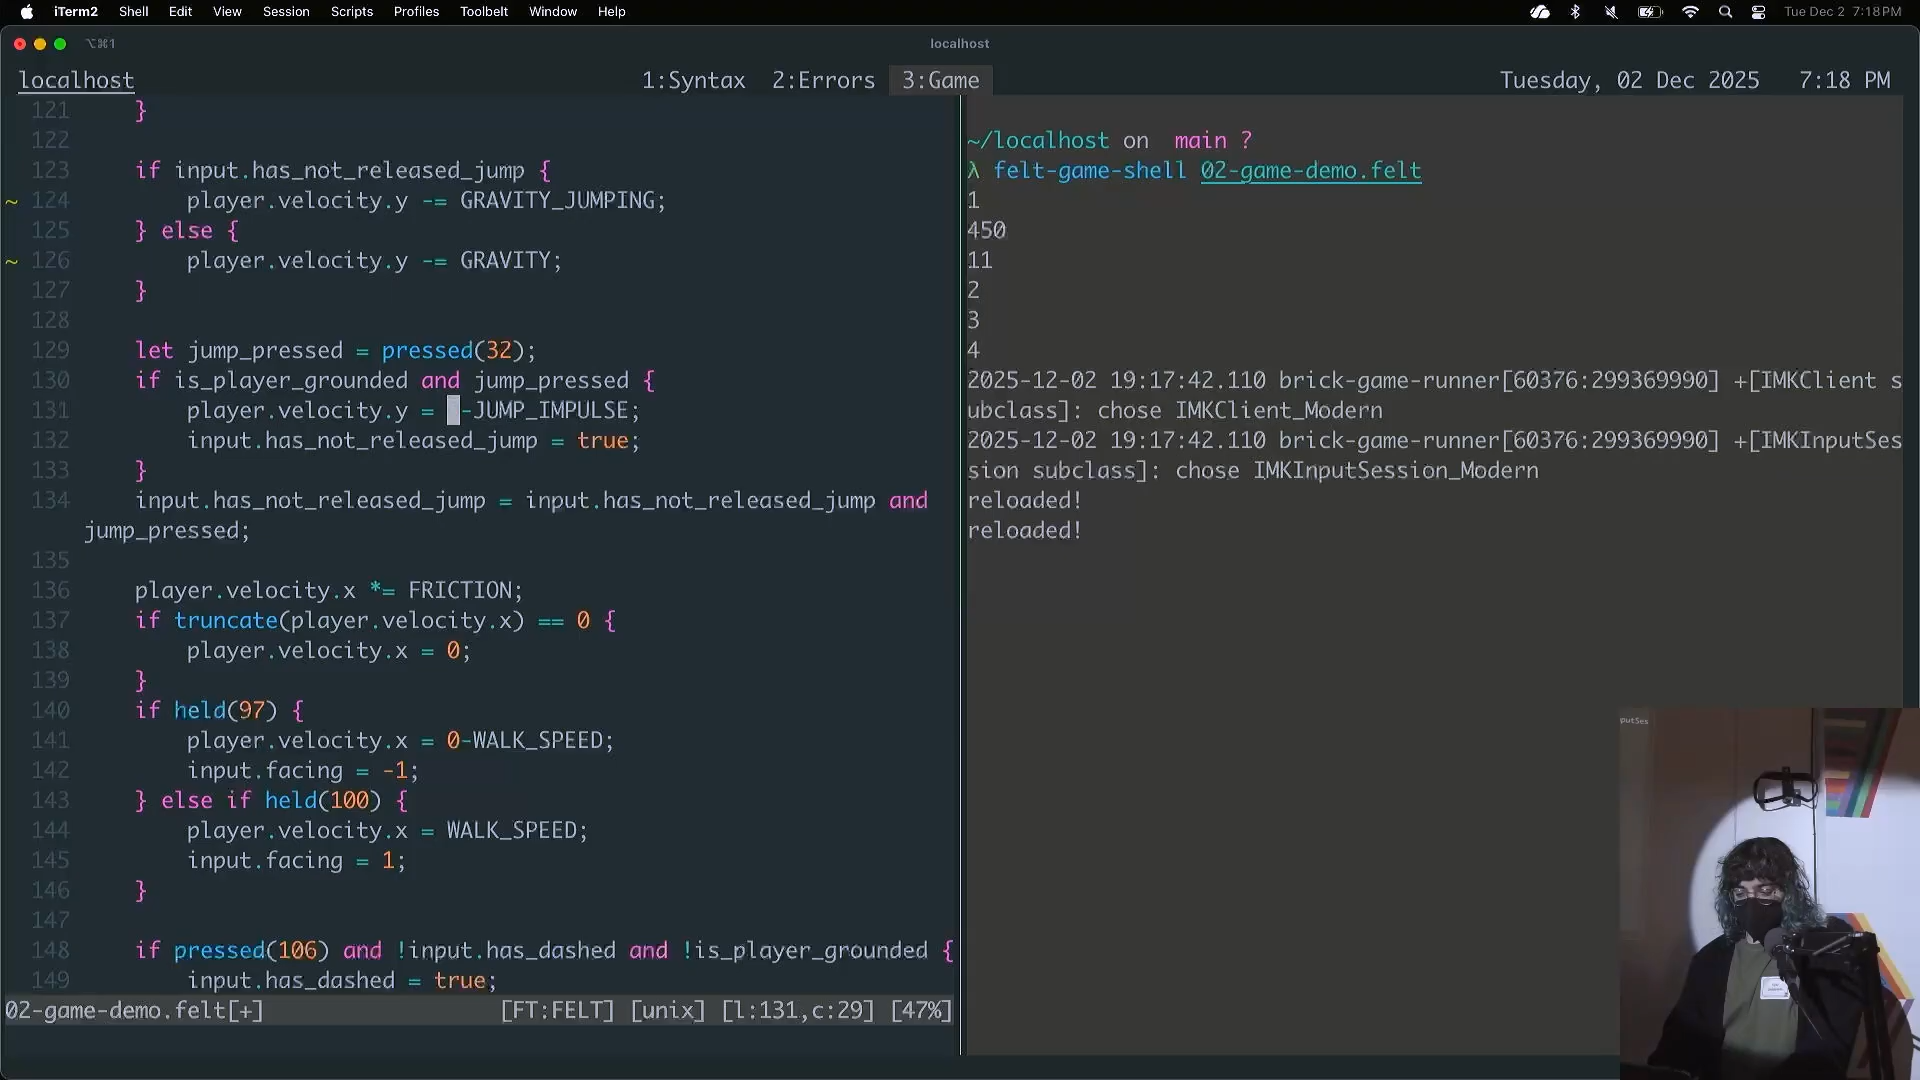 iTerm2 Shell Edit View Session Scripts Profiles Toolbelt Window Help Tue Dec 2 7:18 PM
⌥⌘1 localhost
localhost 1:Syntax 2:Errors 3:Game Tuesday, 02 Dec 2025 7:18 PM
121 }
122
123 if input.has_not_released_jump {
~ 124 player.velocity.y -= GRAVITY_JUMPING;
125 } else {
~ 126 player.velocity.y -= GRAVITY;
127 }
128
129 let jump_pressed = pressed(32);
130 if is_player_grounded and jump_pressed {
131 player.velocity.y = -JUMP_IMPULSE;
132 input.has_not_released_jump = true;
133 }
134 input.has_not_released_jump = input.has_not_released_jump and
jump_pressed;
135
136 player.velocity.x *= FRICTION;
137 if truncate(player.velocity.x) == 0 {
138 player.velocity.x = 0;
139 }
140 if held(97) {
141 player.velocity.x = 0-WALK_SPEED;
142 input.facing = -1;
143 } else if held(100) {
144 player.velocity.x = WALK_SPEED;
145 input.facing = 1;
146 }
147
148 if pressed(106) and !input.has_dashed and !is_player_grounded {
149 input.has_dashed = true;
02-game-demo.felt[+] [FT:FELT] [unix] [l:131,c:29] [47%]
~/localhost on main ?
λ felt-game-shell 02-game-demo.felt
1
450
11
2
3
4
2025-12-02 19:17:42.110 brick-game-runner[60376:299369990] +[IMKClient s
ubclass]: chose IMKClient_Modern
2025-12-02 19:17:42.110 brick-game-runner[60376:299369990] +[IMKInputSes
sion subclass]: chose IMKInputSession_Modern
reloaded!
reloaded!
putSes